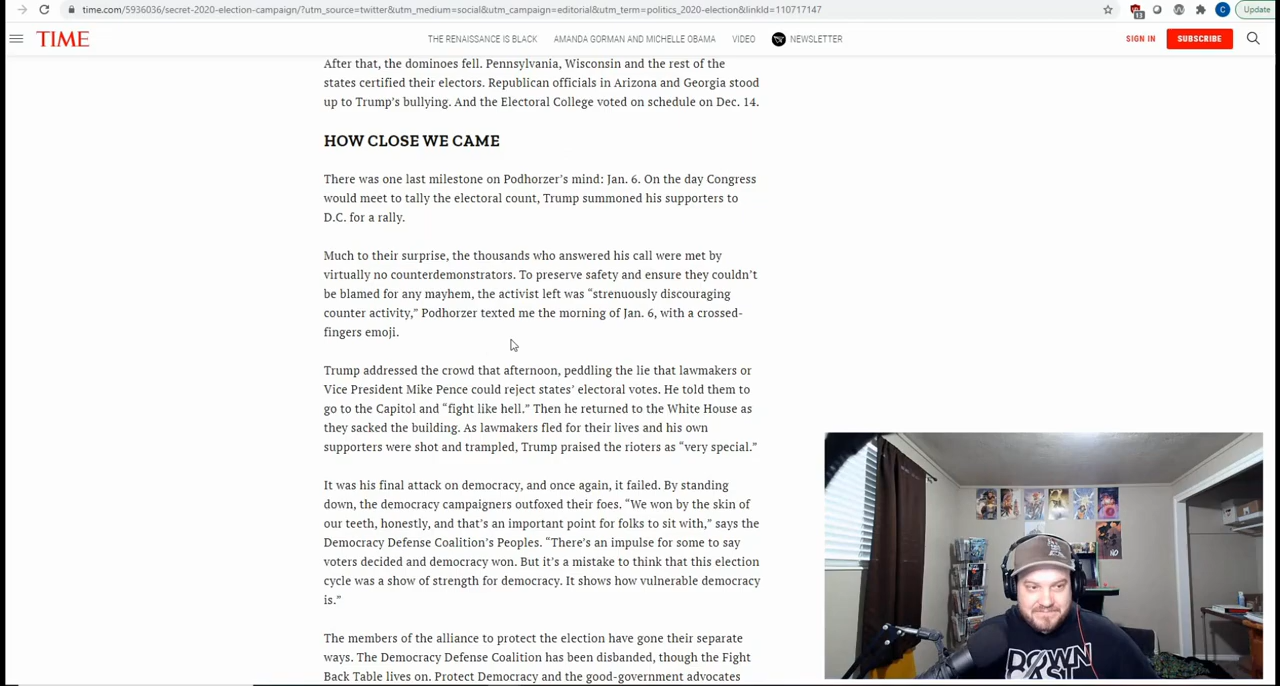 time.com/5936036/secret-2020-election-campaign/?utm_source=twitter&utm_medium=social&utm_campaign=editorial&utm_term=politics_2020-election&linkId=110717147
13
C
Update
TIME
THE RENAISSANCE IS BLACK
AMANDA GORMAN AND MICHELLE OBAMA
VIDEO
NEWSLETTER
SIGN IN
SUBSCRIBE
After that, the dominoes fell. Pennsylvania, Wisconsin and the rest of the
states certified their electors. Republican officials in Arizona and Georgia stood
up to Trump's bullying. And the Electoral College voted on schedule on Dec. 14.
HOW CLOSE WE CAME
There was one last milestone on Podhorzer's mind: Jan. 6. On the day Congress
would meet to tally the electoral count, Trump summoned his supporters to
D.C. for a rally.
Much to their surprise, the thousands who answered his call were met by
virtually no counterdemonstrators. To preserve safety and ensure they couldn't
be blamed for any mayhem, the activist left was “strenuously discouraging
counter activity,” Podhorzer texted me the morning of Jan. 6, with a crossed-
fingers emoji.
Trump addressed the crowd that afternoon, peddling the lie that lawmakers or
Vice President Mike Pence could reject states' electoral votes. He told them to
go to the Capitol and “fight like hell.” Then he returned to the White House as
they sacked the building. As lawmakers fled for their lives and his own
supporters were shot and trampled, Trump praised the rioters as “very special.”
It was his final attack on democracy, and once again, it failed. By standing
down, the democracy campaigners outfoxed their foes. “We won by the skin of
our teeth, honestly, and that's an important point for folks to sit with,” says the
Democracy Defense Coalition's Peoples. “There's an impulse for some to say
voters decided and democracy won. But it's a mistake to think that this election
cycle was a show of strength for democracy. It shows how vulnerable democracy
is.”
The members of the alliance to protect the election have gone their separate
ways. The Democracy Defense Coalition has been disbanded, though the Fight
Back Table lives on. Protect Democracy and the good-government advocates
NO
DOWN
CAST